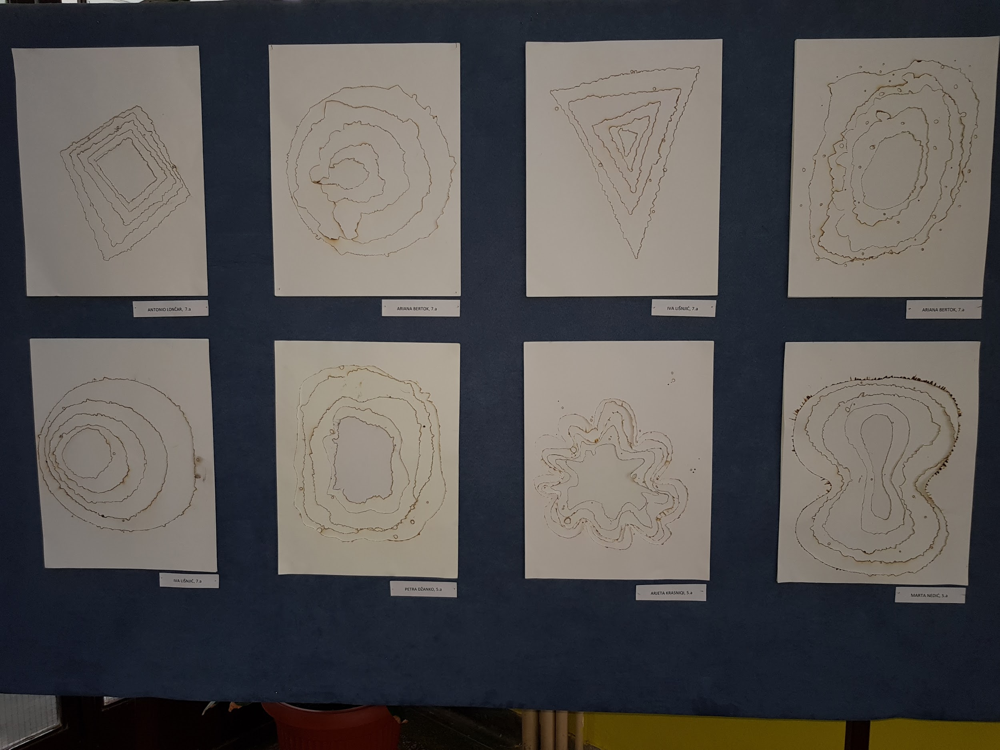 ANTONIO LONČAR, 7.a
ARIANA BERTOK, 7.a
IVA LIŠNJIĆ, 7.a
ARIANA BERTOK, 7.a
IVA LIŠNJIĆ, 7.a
PETRA DŽANKO, 5.a
ARJETA KRASNIQI, 5.a
MARTA NEDIĆ, 5.a